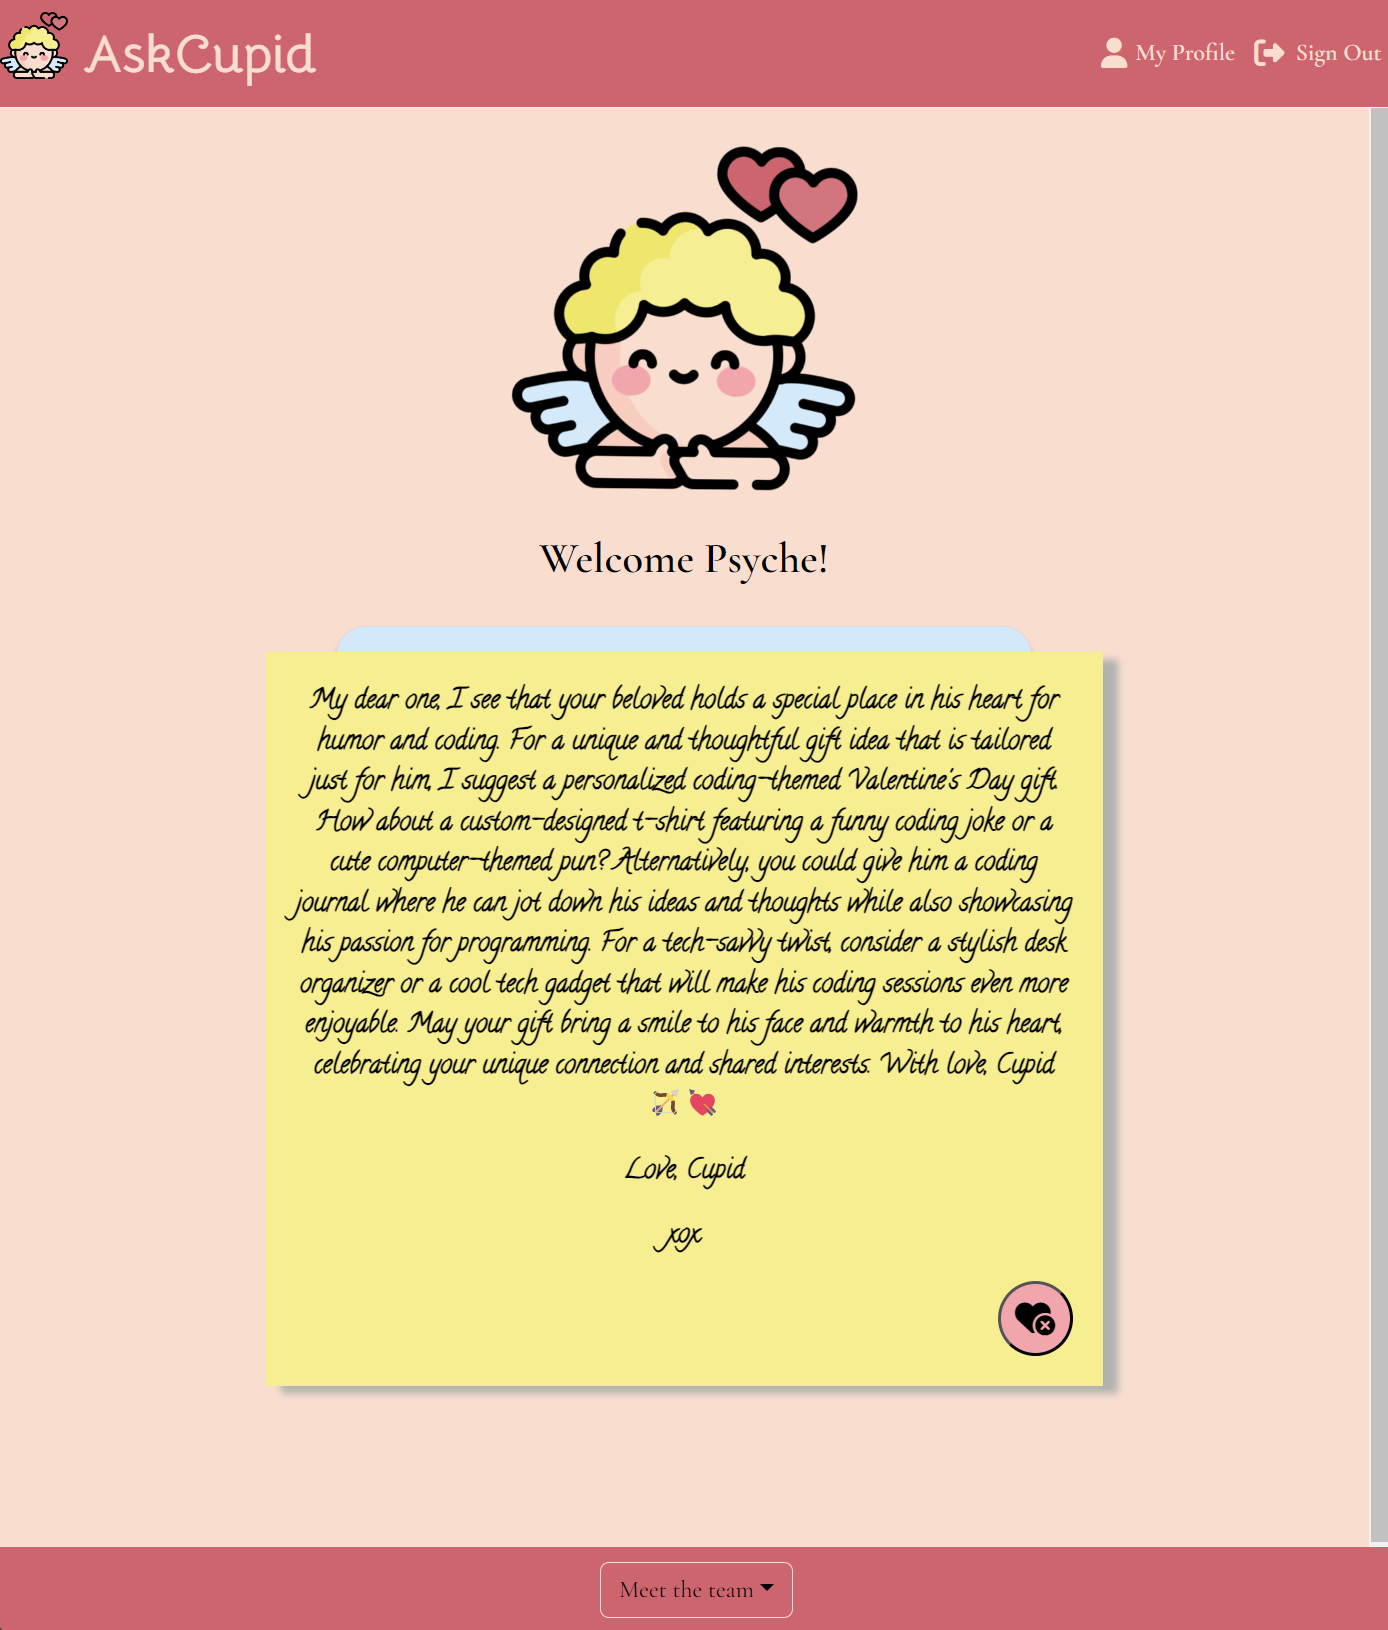 AskCupid
My Profile
Sign Out
Welcome Psyche!
My dear one, I see that your beloved holds a special place in his heart for
humor and coding. For a unique and thoughtful gift idea that is tailored
just for him, I suggest a personalized coding-themed Valentine's Day gift.
How about a custom-designed t-shirt featuring a funny coding joke or a
cute computer-themed pun? Alternatively, you could give him a coding
journal where he can jot down his ideas and thoughts while also showcasing
his passion for programming. For a tech-savvy twist, consider a stylish desk
organizer or a cool tech gadget that will make his coding sessions even more
enjoyable. May your gift bring a smile to his face and warmth to his heart,
celebrating your unique connection and shared interests. With love, Cupid
🏹 💘
Love, Cupid
xox
Meet the team